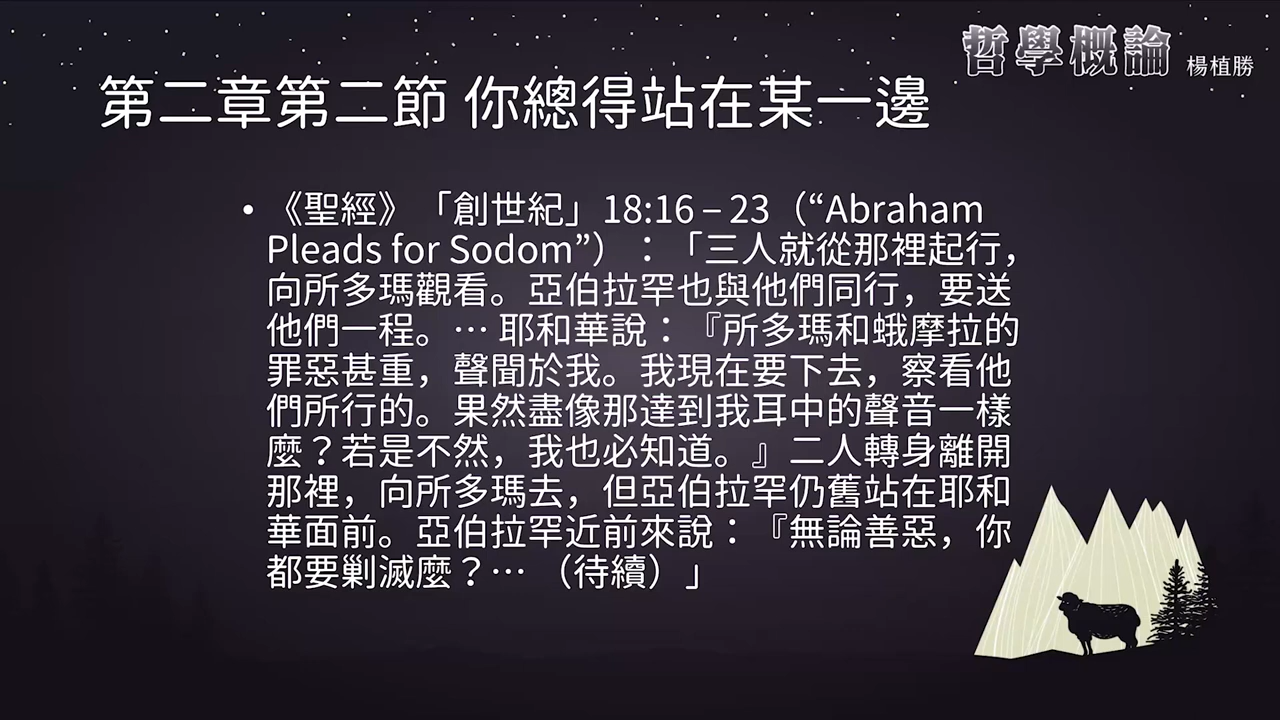 哲學概論 楊植勝
第二章第二節 你總得站在某一邊
• 《聖經》「創世紀」18:16 – 23（“Abraham
Pleads for Sodom”）：「三人就從那裡起行，
向所多瑪觀看。亞伯拉罕也與他們同行，要送
他們一程。⋯ 耶和華說：『所多瑪和蛾摩拉的
罪惡甚重，聲聞於我。我現在要下去，察看他
們所行的。果然盡像那達到我耳中的聲音一樣
麼？若是不然，我也必知道。』二人轉身離開
那裡，向所多瑪去，但亞伯拉罕仍舊站在耶和
華面前。亞伯拉罕近前來說：『無論善惡，你
都要剿滅麼？⋯ （待續）」